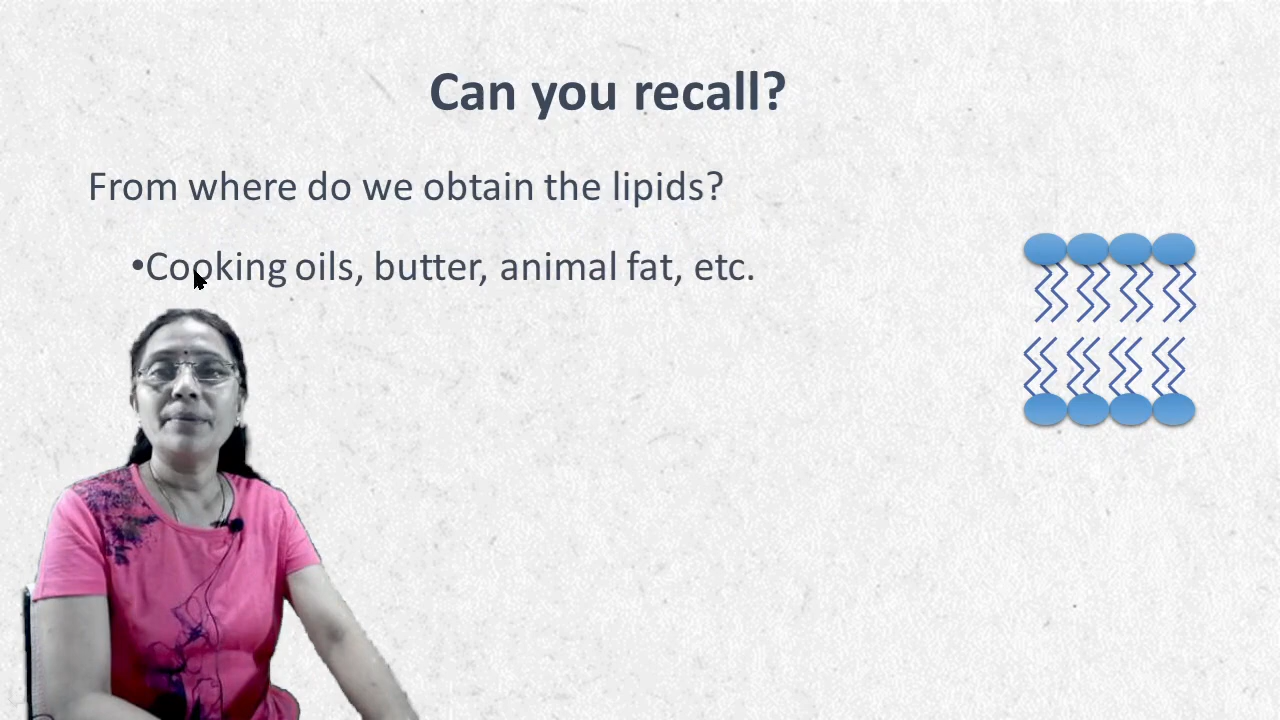 Can you recall?
From where do we obtain the lipids?
•Cooking oils, butter, animal fat, etc.